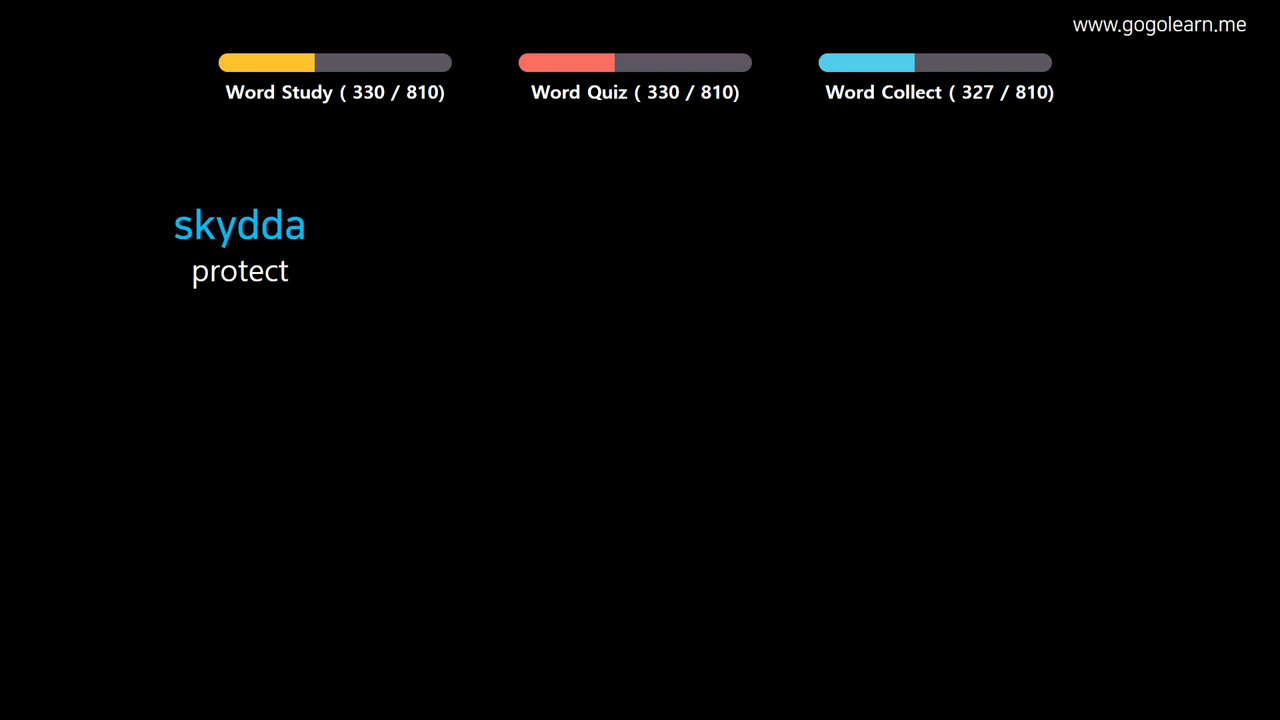 www.gogolearn.me
Word Study ( 330 / 810)
Word Quiz ( 330 / 810)
Word Collect ( 327 / 810)
skydda
protect